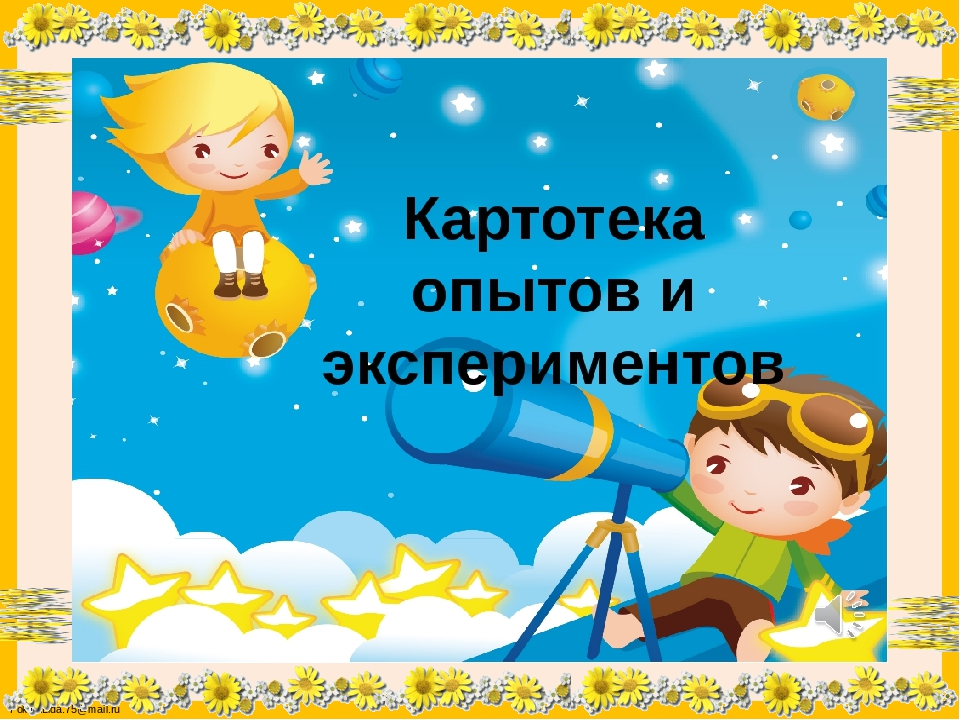 Картотека
опытов и
экспериментов